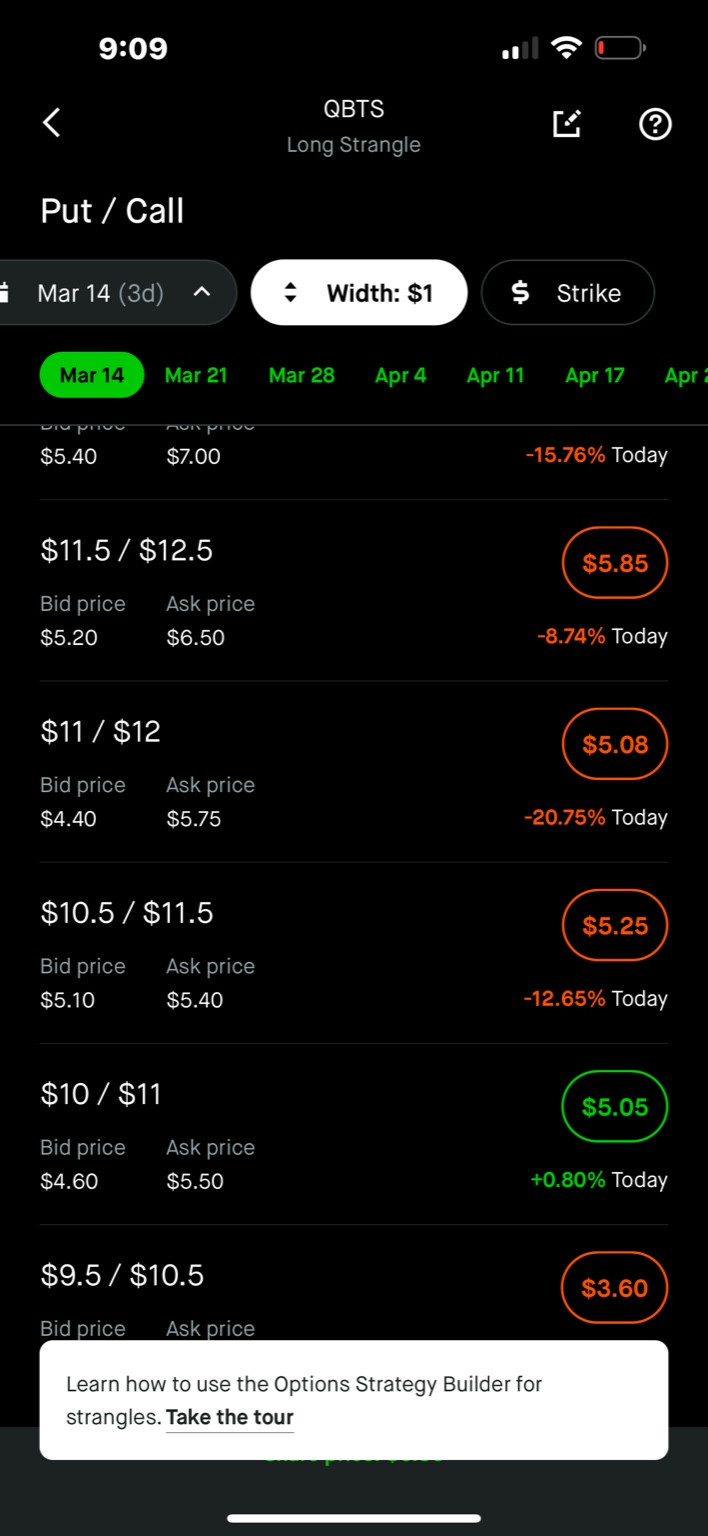 9:09
QBTS
Long Strangle
Put / Call
Mar 14 (3d) Width: $1 $ Strike
Mar 14 Mar 21 Mar 28 Apr 4 Apr 11 Apr 17 Apr
Bid price Ask price
$5.40 $7.00 -15.76% Today
$11.5 / $12.5 $5.85
Bid price Ask price
$5.20 $6.50 -8.74% Today
$11 / $12 $5.08
Bid price Ask price
$4.40 $5.75 -20.75% Today
$10.5 / $11.5 $5.25
Bid price Ask price
$5.10 $5.40 -12.65% Today
$10 / $11 $5.05
Bid price Ask price
$4.60 $5.50 +0.80% Today
$9.5 / $10.5 $3.60
Bid price Ask price
Learn how to use the Options Strategy Builder for
strangles. Take the tour